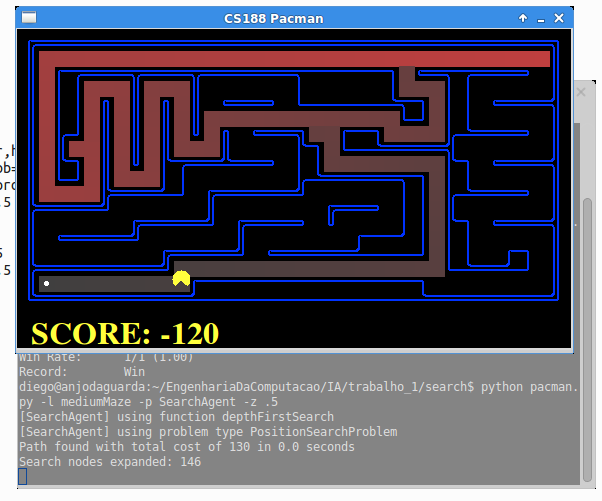 CS188 Pacman
SCORE: -120
Win Rate: 1/1 (1.00)
Record: Win
diego@anjodaguarda:~/EngenhariaDaComputacao/IA/trabalho_1/search$ python pacman.
py -l mediumMaze -p SearchAgent -z .5
[SearchAgent] using function depthFirstSearch
[SearchAgent] using problem type PositionSearchProblem
Path found with total cost of 130 in 0.0 seconds
Search nodes expanded: 146